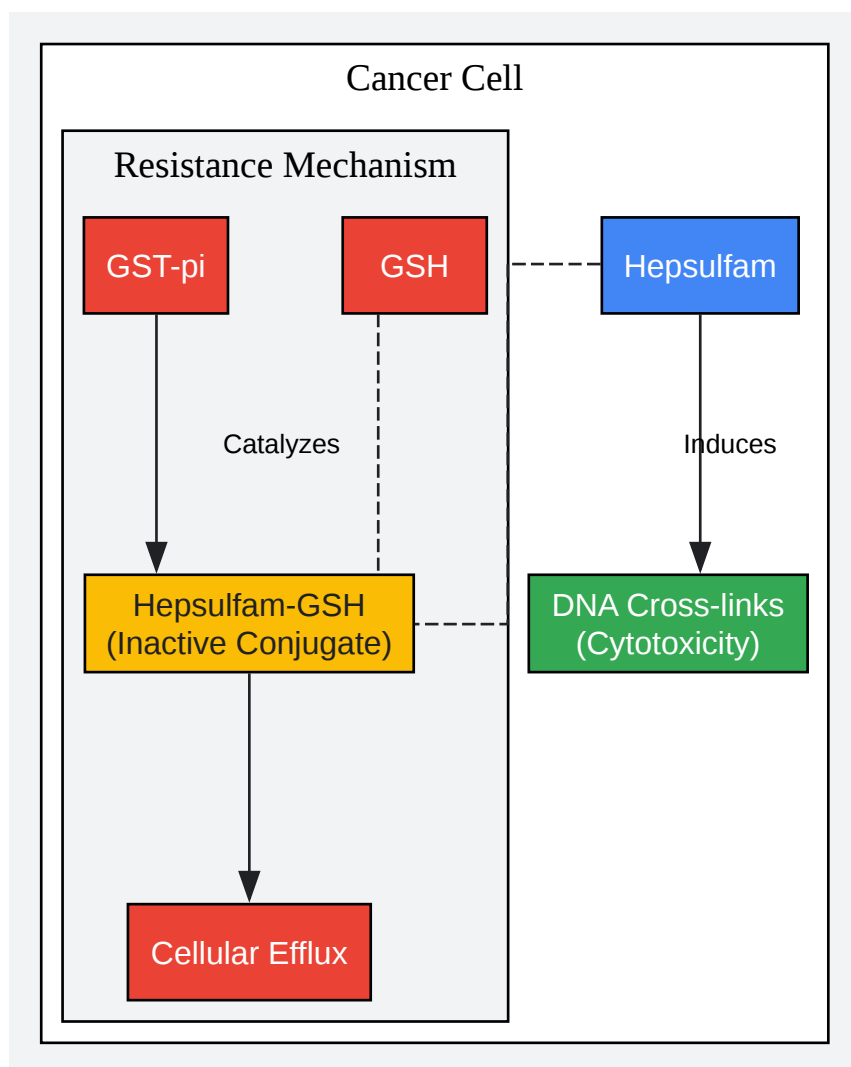 Cancer Cell
Resistance Mechanism
GST-pi
GSH
Hepsulfam
Catalyzes
Induces
Hepsulfam-GSH
(Inactive Conjugate)
DNA Cross-links
(Cytotoxicity)
Cellular Efflux